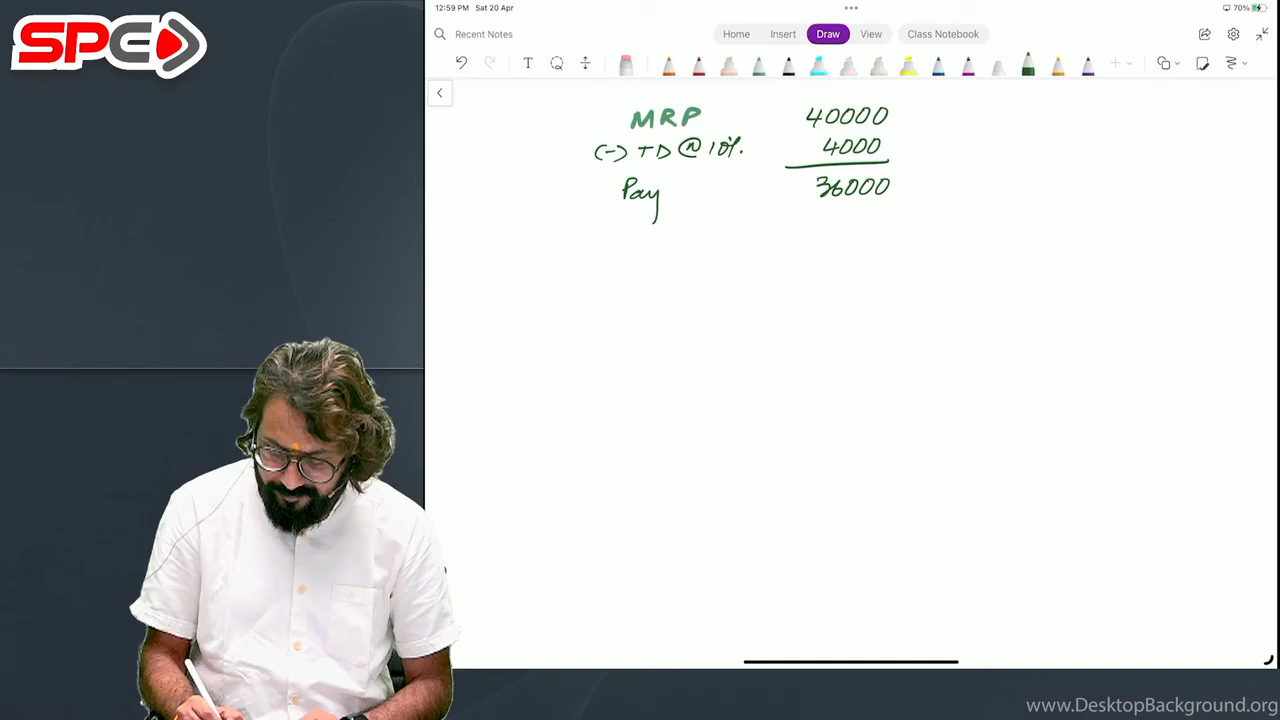 SPC
12:59 PM Sat 20 Apr
70%
Recent Notes
Home Insert Draw View Class Notebook
T
MRP 40000
(-) TD @ 10%. 4000
Pay 36000
www.DesktopBackground.org